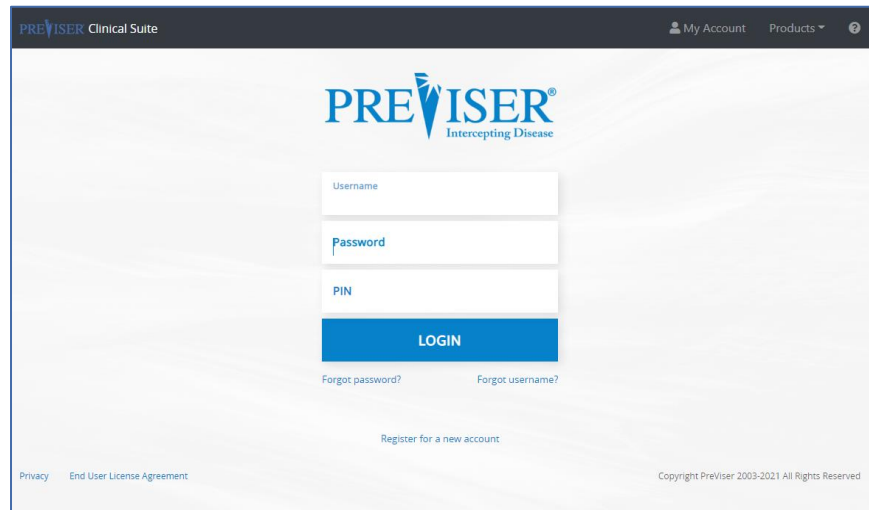 PREVISER Clinical Suite My Account Products ?
PREVISER®
Intercepting Disease
Username
Password
PIN
LOGIN
Forgot password? Forgot username?
Register for a new account
Privacy End User License Agreement Copyright PreViser 2003-2021 All Rights Reserved